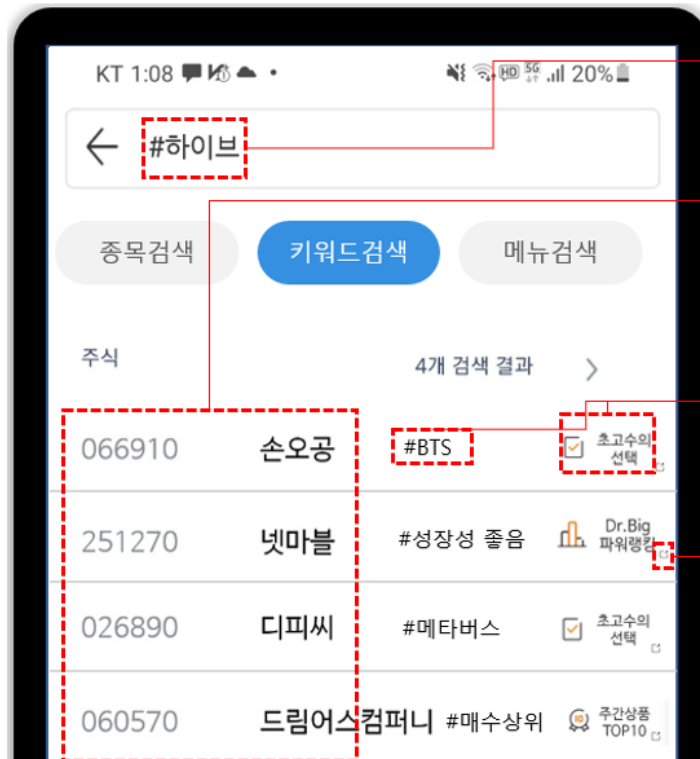 KT 1:08 HD 5G 20%
#하이브
종목검색 키워드검색 메뉴검색
주식 4개 검색 결과
066910 손오공 #BTS 초고수의
선택
251270 넷마블 #성장성 좋음 Dr.Big
파워랭킹
026890 디피씨 #메타버스 초고수의
선택
060570 드림어스컴퍼니 #매수상위 10 주간상품
TOP10